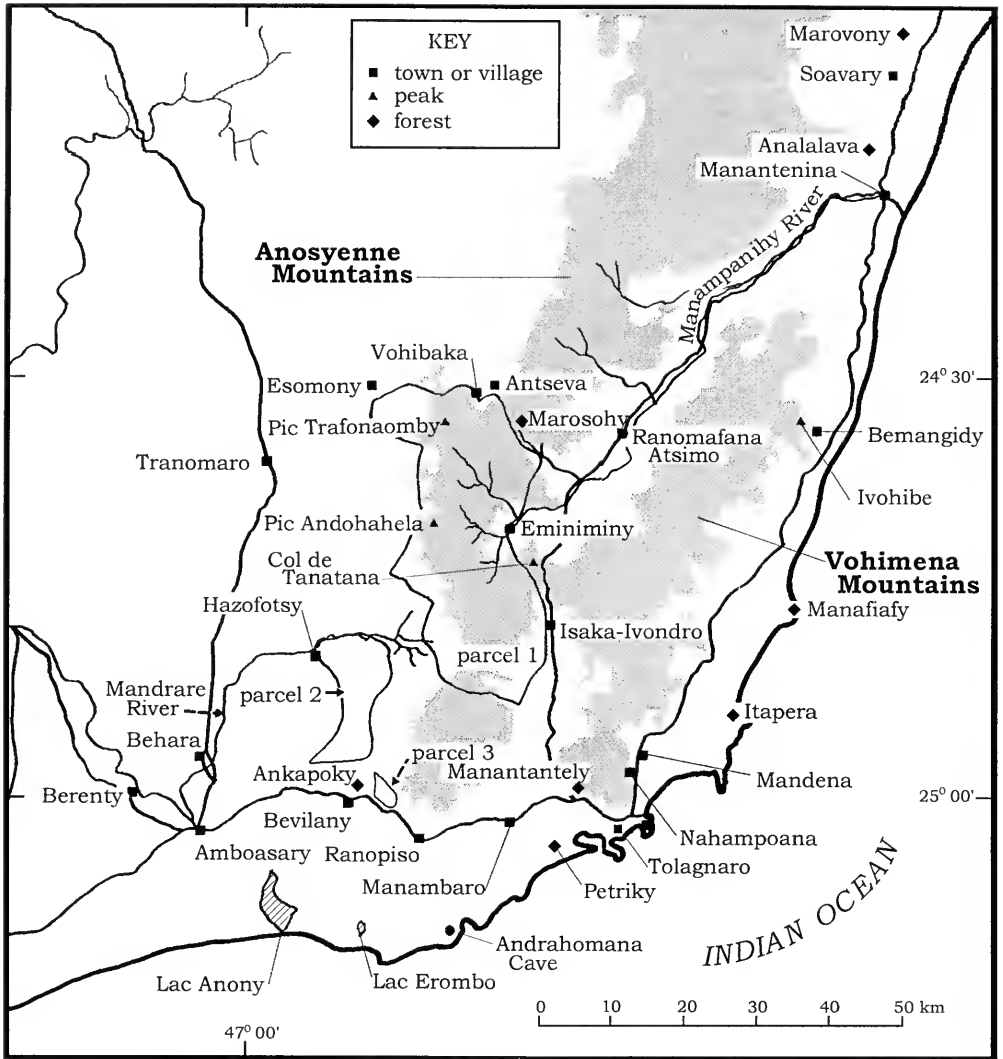 KEY
town or village
peak
forest
Marovony
Soavary
Analalava
Manantenina
Manampanihy River
Anosyenne
Mountains
Vohibaka
Esomony
Antseva
24° 30'
Pic Trafonaomby
Marosohy
Ranomafana
Atsimo
Bemangidy
Tranomaro
Ivohibe
Pic Andohahela
Eminiminy
Col de
Tanatana
Vohimena
Mountains
Hazofotsy
Manafiafy
Isaka-Ivondro
parcel 1
Mandrare
River
parcel 2
Itapera
Behara
parcel 3
Ankapoky
Manantantely
Mandena
Berenty
25° 00'
Bevilany
Nahampoana
Amboasary
Ranopiso
Tolagnaro
Manambaro
Petriky
INDIAN OCEAN
Andrahomana
Cave
Lac Anony
Lac Erombo
0 10 20 30 40 50 km
47° 00'